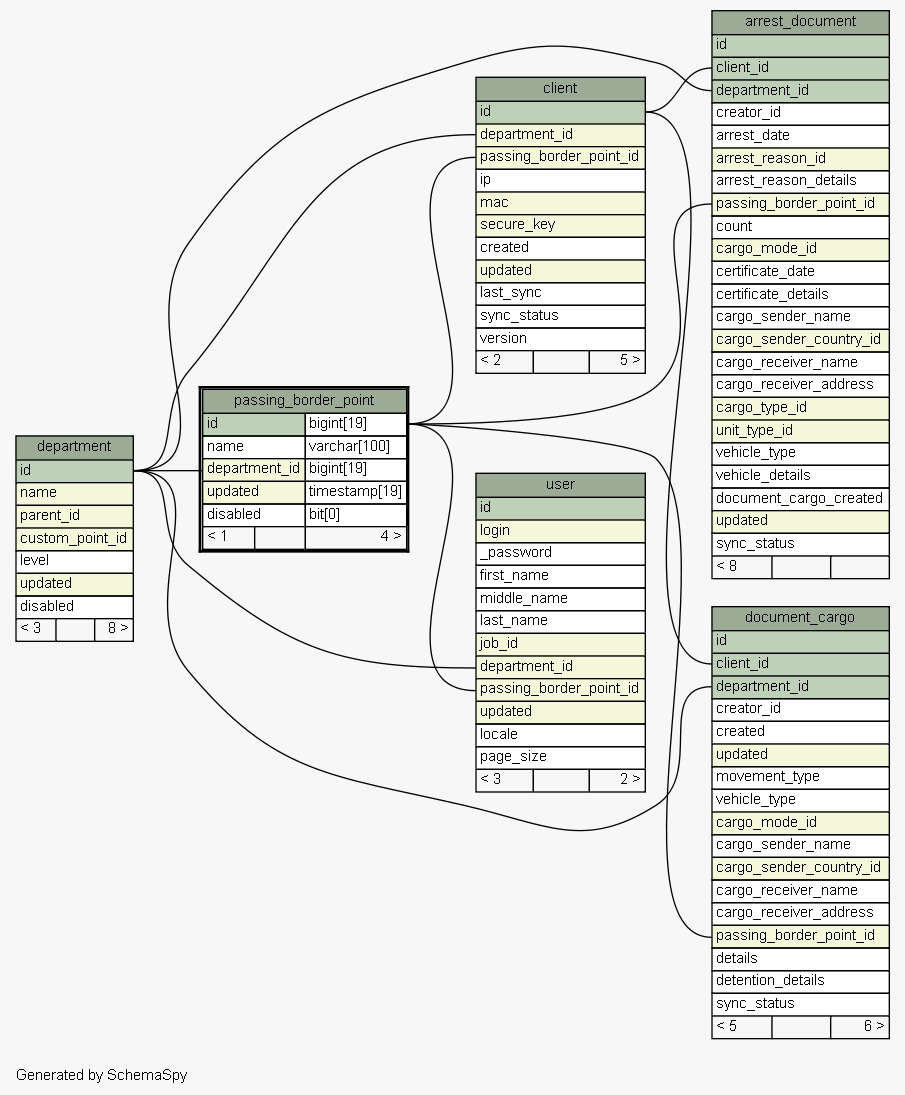 department
id
name
parent_id
custom_point_id
level
updated
disabled
< 3 8 >
passing_border_point
id bigint[19]
name varchar[100]
department_id bigint[19]
updated timestamp[19]
disabled bit[0]
< 1 4 >
client
id
department_id
passing_border_point_id
ip
mac
secure_key
created
updated
last_sync
sync_status
version
< 2 5 >
user
id
login
_password
first_name
middle_name
last_name
job_id
department_id
passing_border_point_id
updated
locale
page_size
< 3 2 >
arrest_document
id
client_id
department_id
creator_id
arrest_date
arrest_reason_id
arrest_reason_details
passing_border_point_id
count
cargo_mode_id
certificate_date
certificate_details
cargo_sender_name
cargo_sender_country_id
cargo_receiver_name
cargo_receiver_address
cargo_type_id
unit_type_id
vehicle_type
vehicle_details
document_cargo_created
updated
sync_status
< 8
document_cargo
id
client_id
department_id
creator_id
created
updated
movement_type
vehicle_type
cargo_mode_id
cargo_sender_name
cargo_sender_country_id
cargo_receiver_name
cargo_receiver_address
passing_border_point_id
details
detention_details
sync_status
< 5 6 >
Generated by SchemaSpy